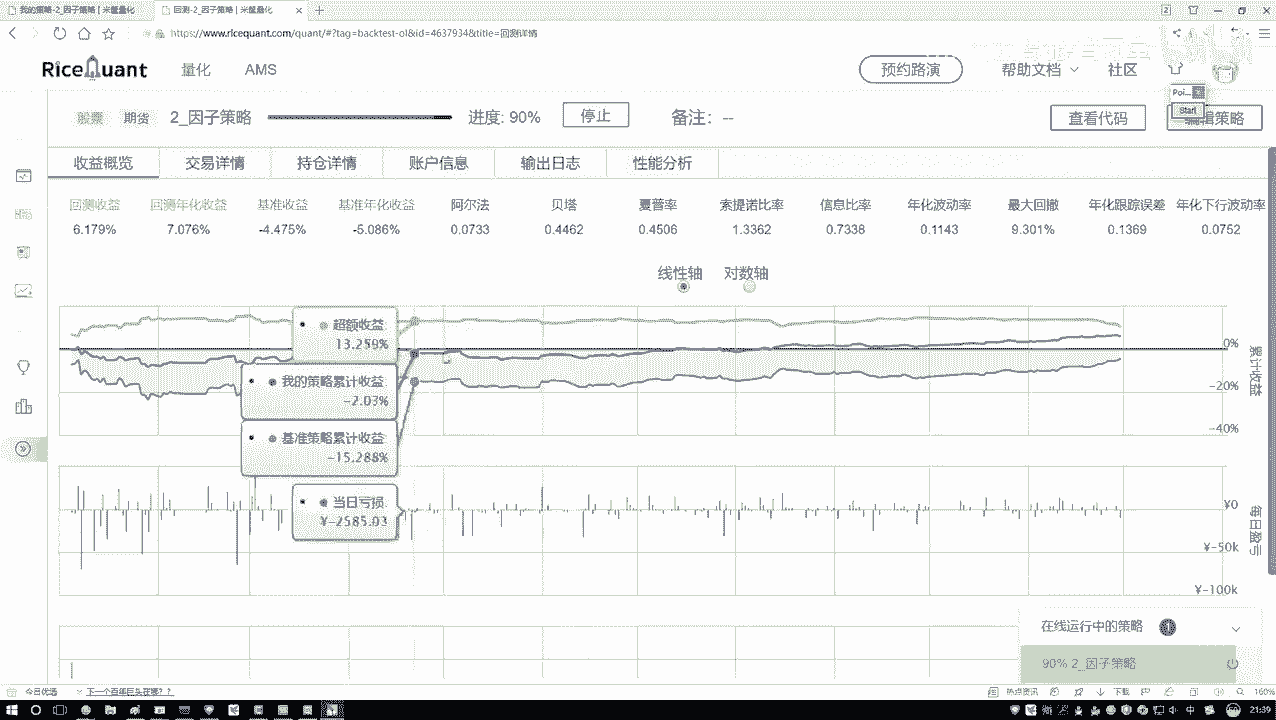 我的策略-2_因子策略 | 米筐量化
回测-2_因子策略 | 米筐量化
https://www.ricequant.com/quant/#?tag=backtest-ol&id=4637934&title=回测详情
RiceQuant
量化
AMS
预约路演
帮助文档
社区
Poi...
Start
股票
期货
2_因子策略
进度: 90%
停止
备注: --
查看代码
编辑策略
收益概览
交易详情
持仓详情
账户信息
输出日志
性能分析
回测收益 回测年化收益 基准收益 基准年化收益 阿尔法 贝塔 夏普率 索提诺比率 信息比率 年化波动率 最大回撤 年化跟踪误差 年化下行波动率
6.179% 7.076% -4.475% -5.086% 0.0733 0.4462 0.4506 1.3362 0.7338 0.1143 9.301% 0.1369 0.0752
线性轴 对数轴
超额收益
13.259%
我的策略累计收益
-2.03%
基准策略累计收益
-15.288%
当日亏损
¥-2585.03
0%
-20%
-40%
累计收益
¥0
¥-50k
¥-100k
每日盈亏
在线运行中的策略
90% 2_因子策略
今日优选
下一个百年巨头在哪？？
热点资讯
下载
160%
中
21:39